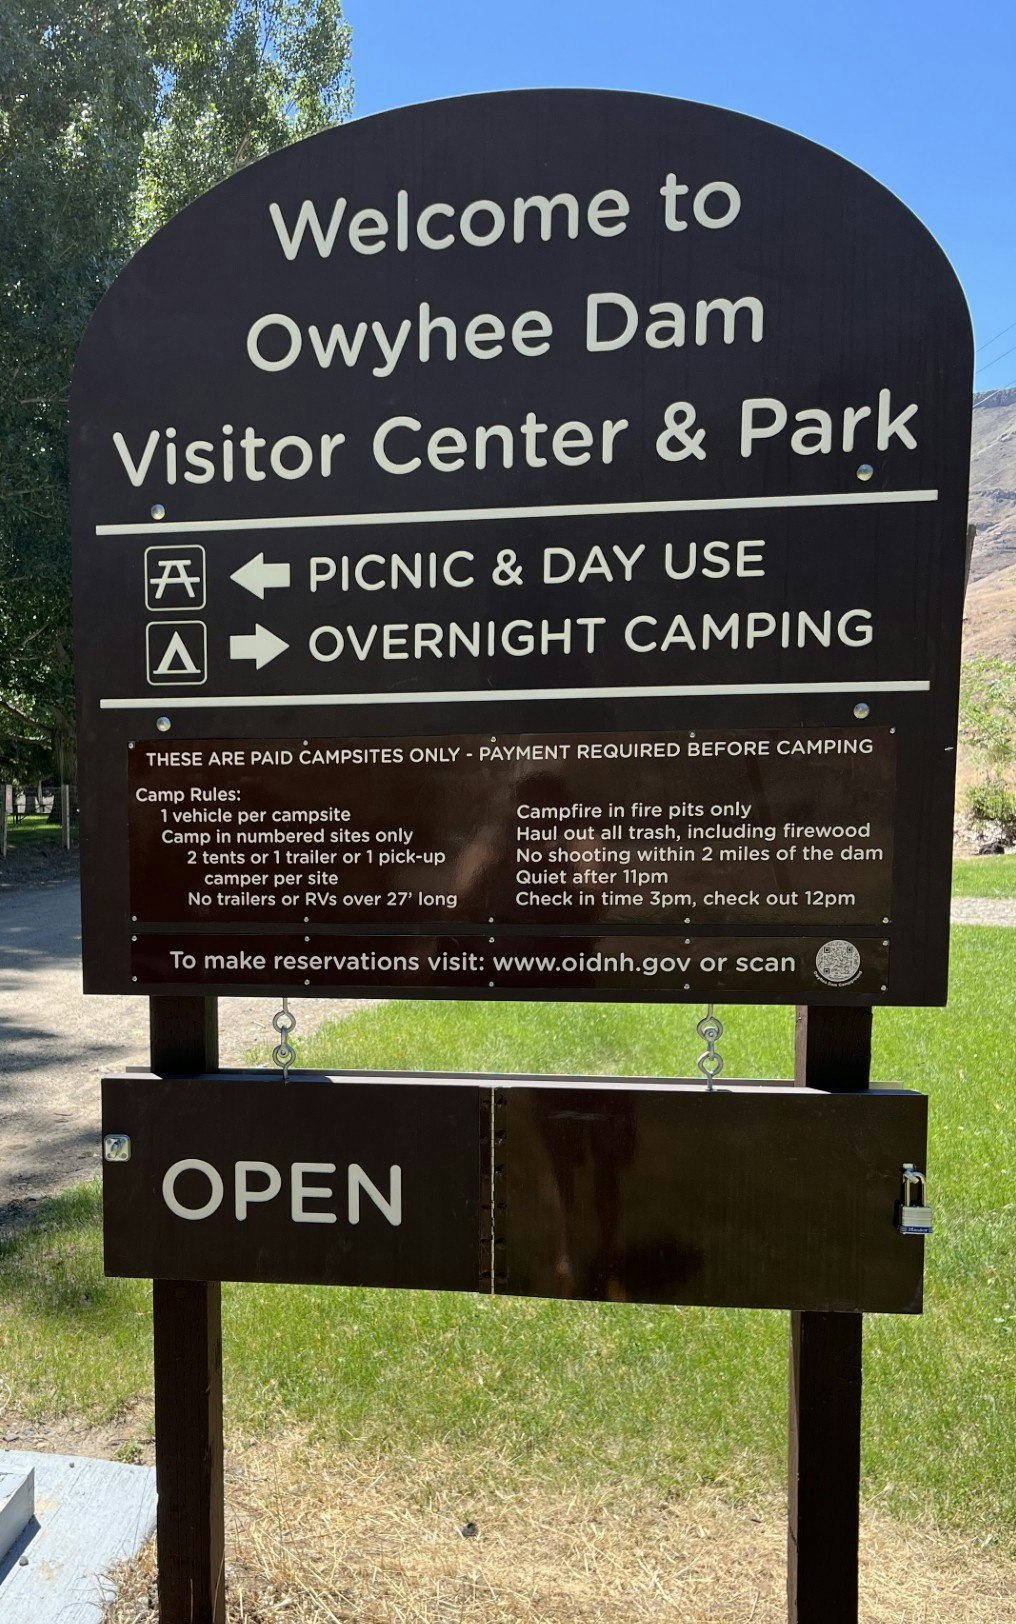 Welcome to
Owyhee Dam
Visitor Center & Park
PICNIC & DAY USE
OVERNIGHT CAMPING
THESE ARE PAID CAMPSITES ONLY - PAYMENT REQUIRED BEFORE CAMPING
Camp Rules:
1 vehicle per campsite
Camp in numbered sites only
2 tents or 1 trailer or 1 pick-up
camper per site
No trailers or RVs over 27' long
Campfire in fire pits only
Haul out all trash, including firewood
No shooting within 2 miles of the dam
Quiet after 11pm
Check in time 3pm, check out 12pm
To make reservations visit: www.oidnh.gov or scan
Owyhee Dam Campground
OPEN
Master